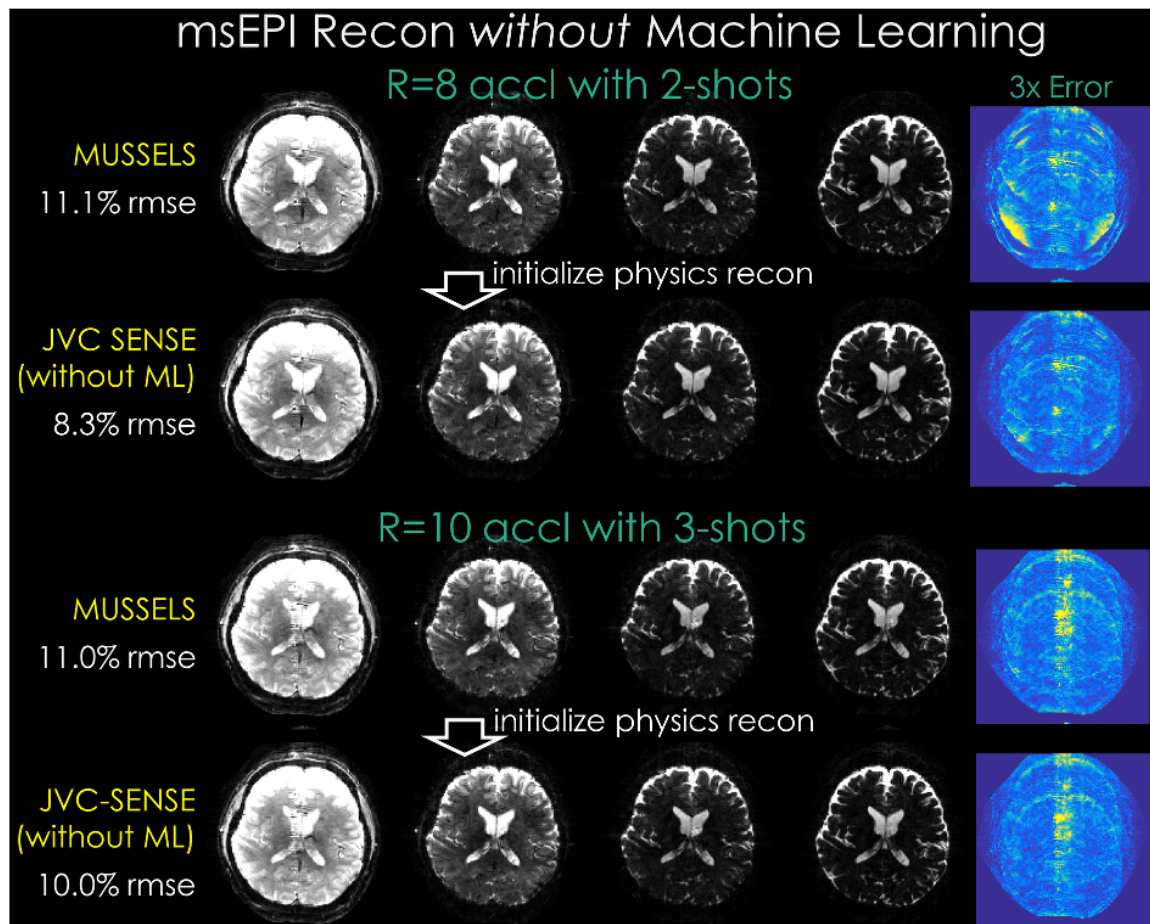 msEPI Recon without Machine Learning
R=8 accl with 2-shots
3x Error
MUSSELS
11.1% rmse
initialize physics recon
JVC SENSE
(without ML)
8.3% rmse
R=10 accl with 3-shots
MUSSELS
11.0% rmse
initialize physics recon
JVC-SENSE
(without ML)
10.0% rmse